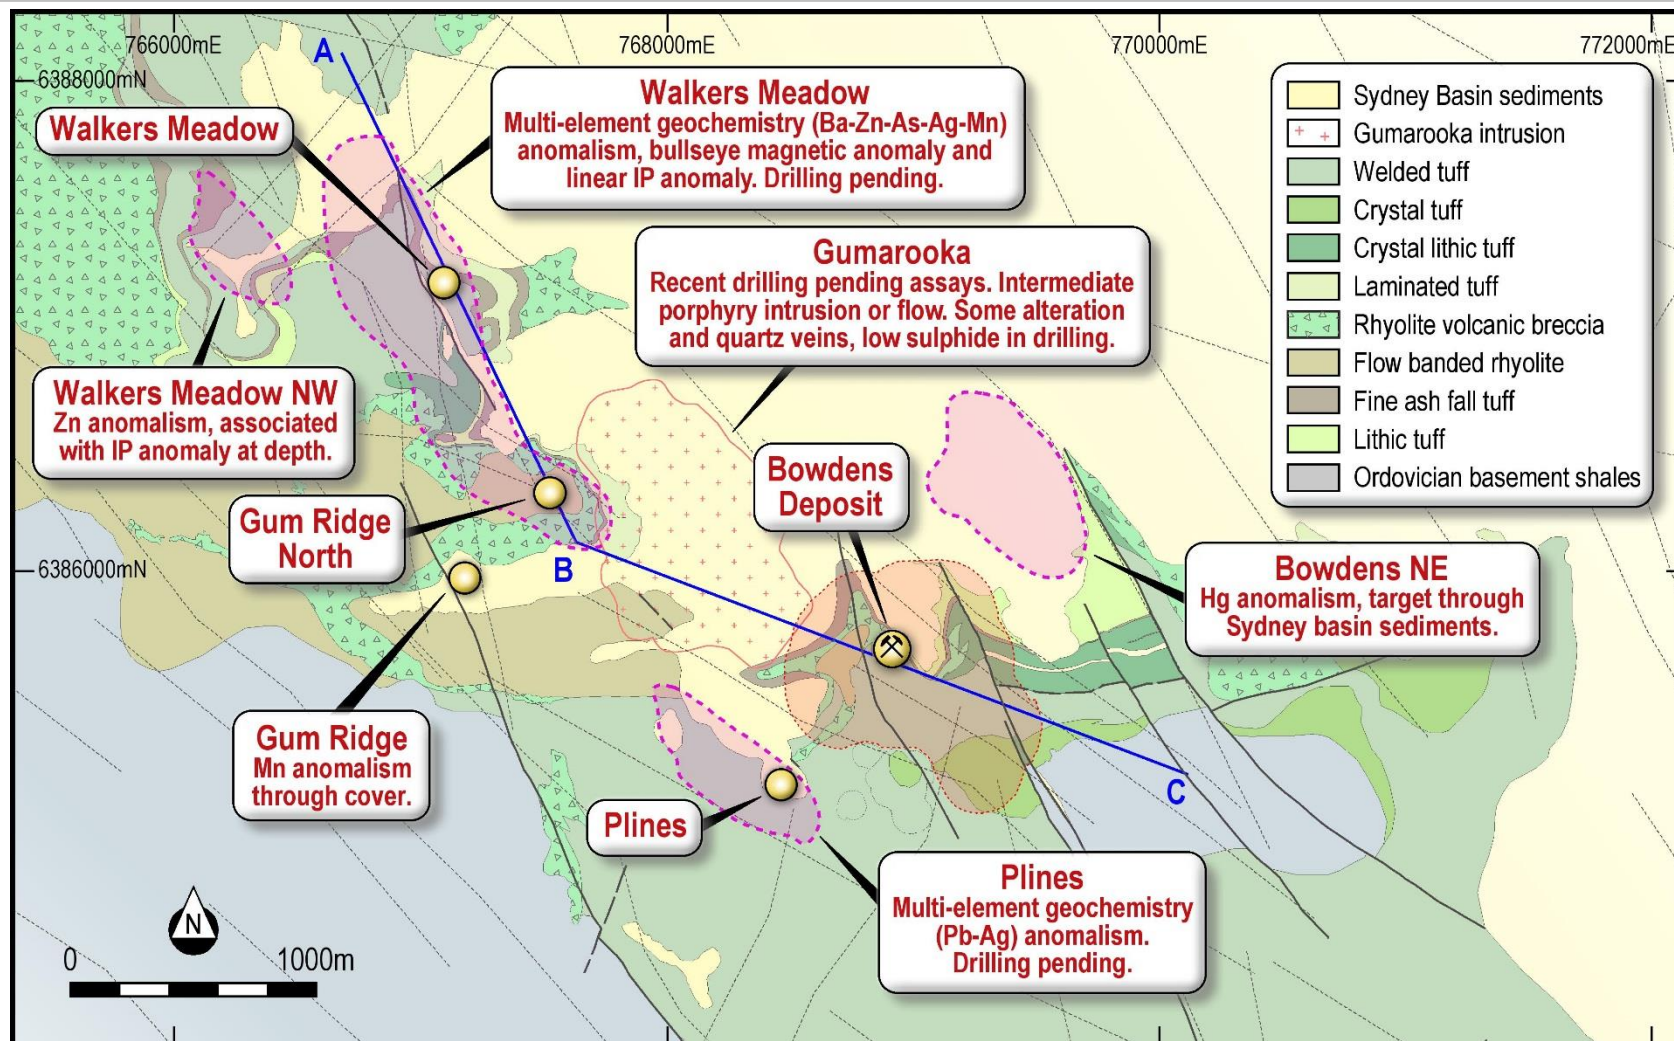 766000mE
768000mE
770000mE
772000mE
6388000mN
6386000mN
A
B
C
Walkers Meadow
Walkers Meadow
Multi-element geochemistry (Ba-Zn-As-Ag-Mn)
anomalism, bullseye magnetic anomaly and
linear IP anomaly. Drilling pending.
Gumarooka
Recent drilling pending assays. Intermediate
porphyry intrusion or flow. Some alteration
and quartz veins, low sulphide in drilling.
Walkers Meadow NW
Zn anomalism, associated
with IP anomaly at depth.
Bowdens
Deposit
Gum Ridge
North
Bowdens NE
Hg anomalism, target through
Sydney basin sediments.
Gum Ridge
Mn anomalism
through cover.
Plines
Plines
Multi-element geochemistry
(Pb-Ag) anomalism.
Drilling pending.
Sydney Basin sediments
Gumarooka intrusion
Welded tuff
Crystal tuff
Crystal lithic tuff
Laminated tuff
Rhyolite volcanic breccia
Flow banded rhyolite
Fine ash fall tuff
Lithic tuff
Ordovician basement shales
N
0 1000m